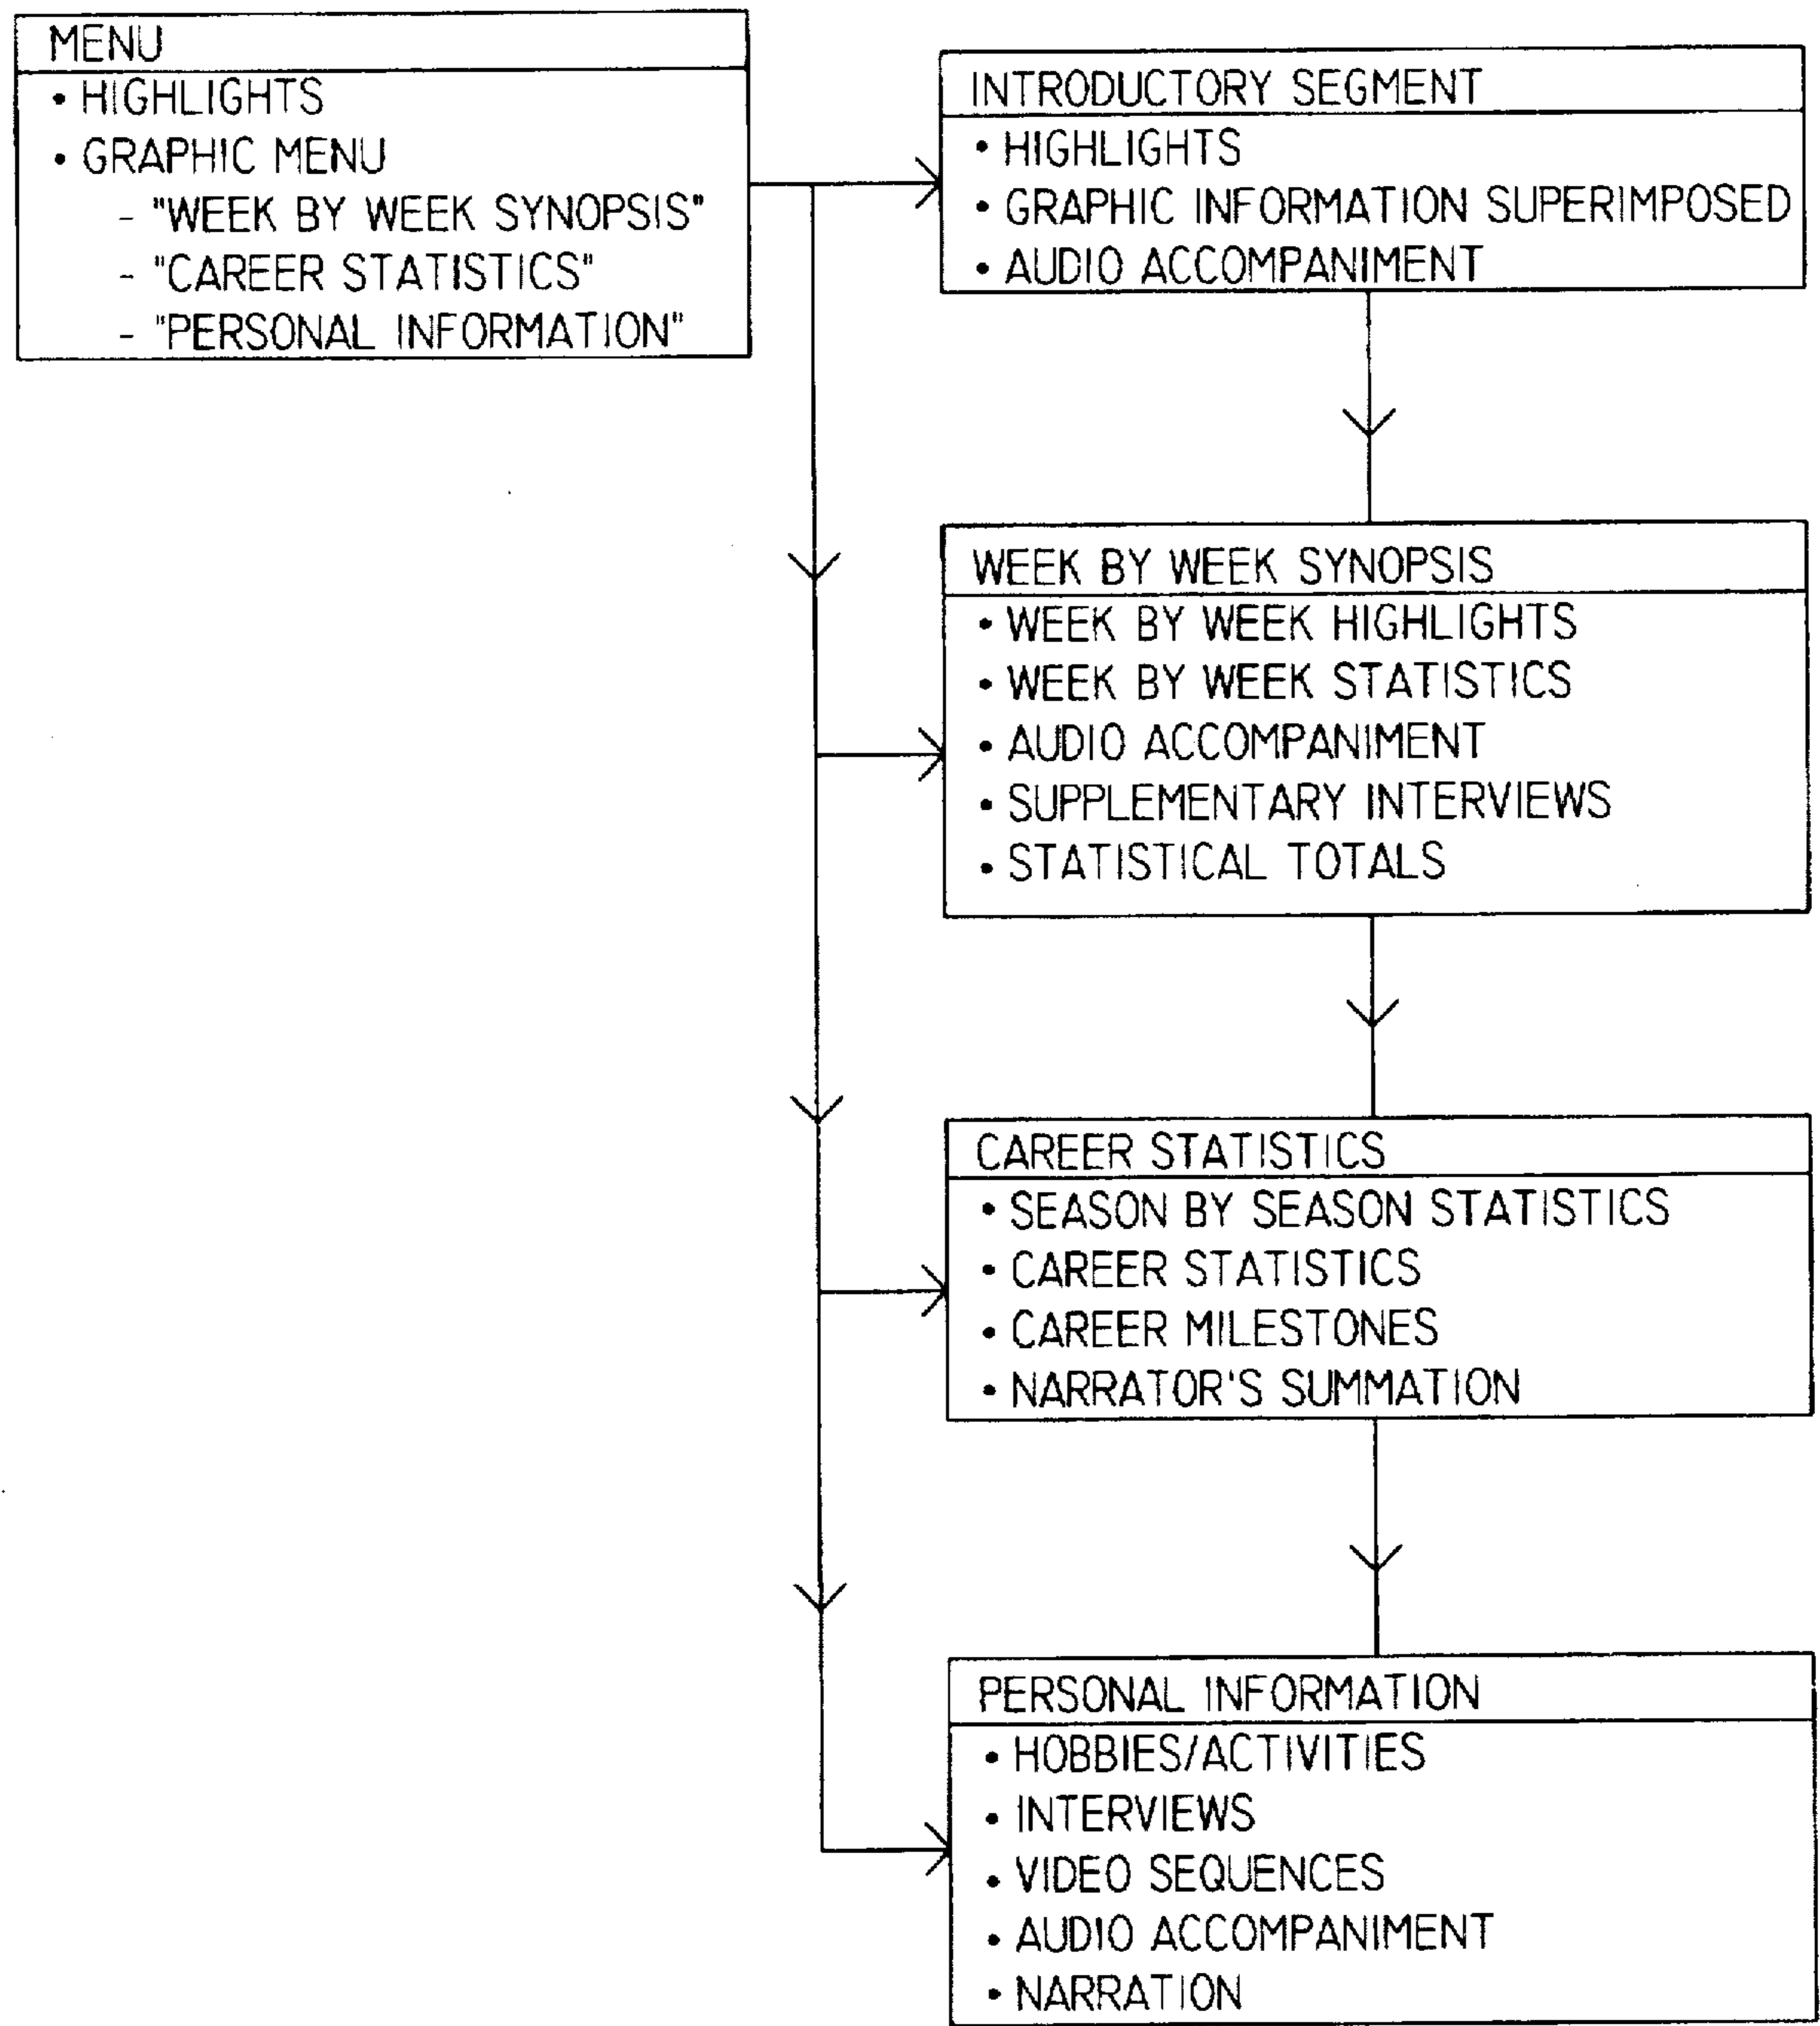 MENU
• HIGHLIGHTS
• GRAPHIC MENU
- "WEEK BY WEEK SYNOPSIS"
- "CAREER STATISTICS"
- "PERSONAL INFORMATION"
INTRODUCTORY SEGMENT
• HIGHLIGHTS
• GRAPHIC INFORMATION SUPERIMPOSED
• AUDIO ACCOMPANIMENT
WEEK BY WEEK SYNOPSIS
• WEEK BY WEEK HIGHLIGHTS
• WEEK BY WEEK STATISTICS
• AUDIO ACCOMPANIMENT
• SUPPLEMENTARY INTERVIEWS
• STATISTICAL TOTALS
CAREER STATISTICS
• SEASON BY SEASON STATISTICS
• CAREER STATISTICS
• CAREER MILESTONES
• NARRATOR'S SUMMATION
PERSONAL INFORMATION
• HOBBIES/ACTIVITIES
• INTERVIEWS
• VIDEO SEQUENCES
• AUDIO ACCOMPANIMENT
• NARRATION